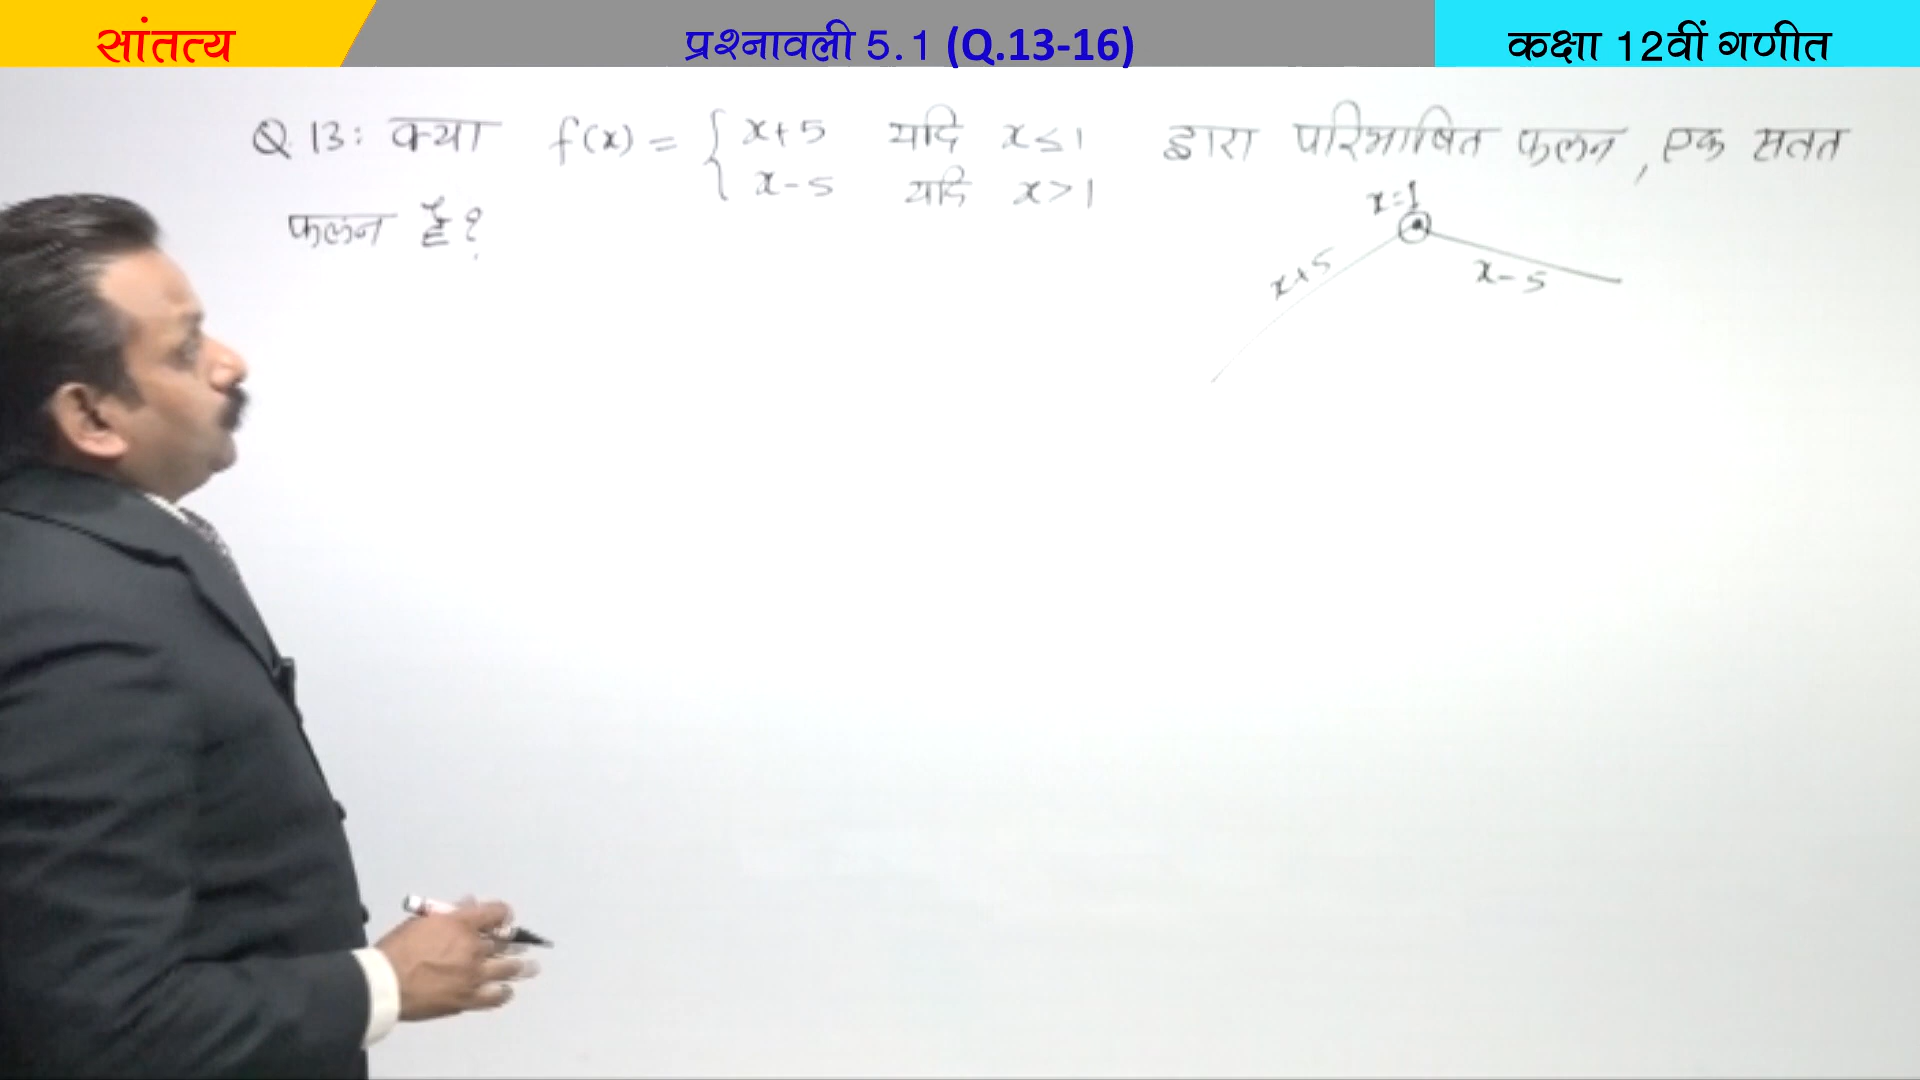 सांतत्य
प्रश्नावली 5.1 (Q.13-16)
कक्षा 12वीं गणीत
Q.13: क्या f(x) = { x+5 यदि x≤1 द्वारा परिभाषित फलन, एक सतत
x-5 यदि x>1
फलन है?
x=1
x+5
x-5